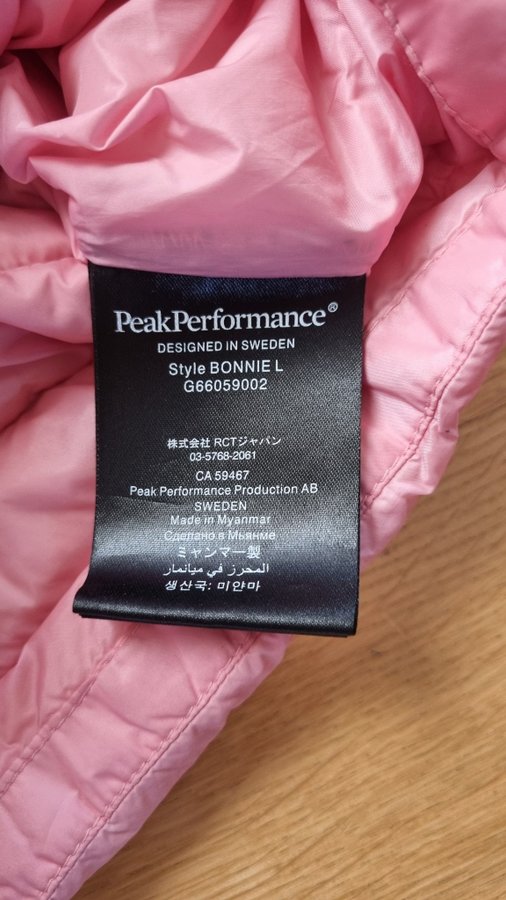 PeakPerformance®
DESIGNED IN SWEDEN
Style BONNIE L
G66059002
株式会社 RCTジャパン
03-5768-2061
CA 59467
Peak Performance Production AB
SWEDEN
Made in Myanmar
Сделано в Мьянме
ミャンマー製
المحرز في ميانمار
생산국: 미얀마